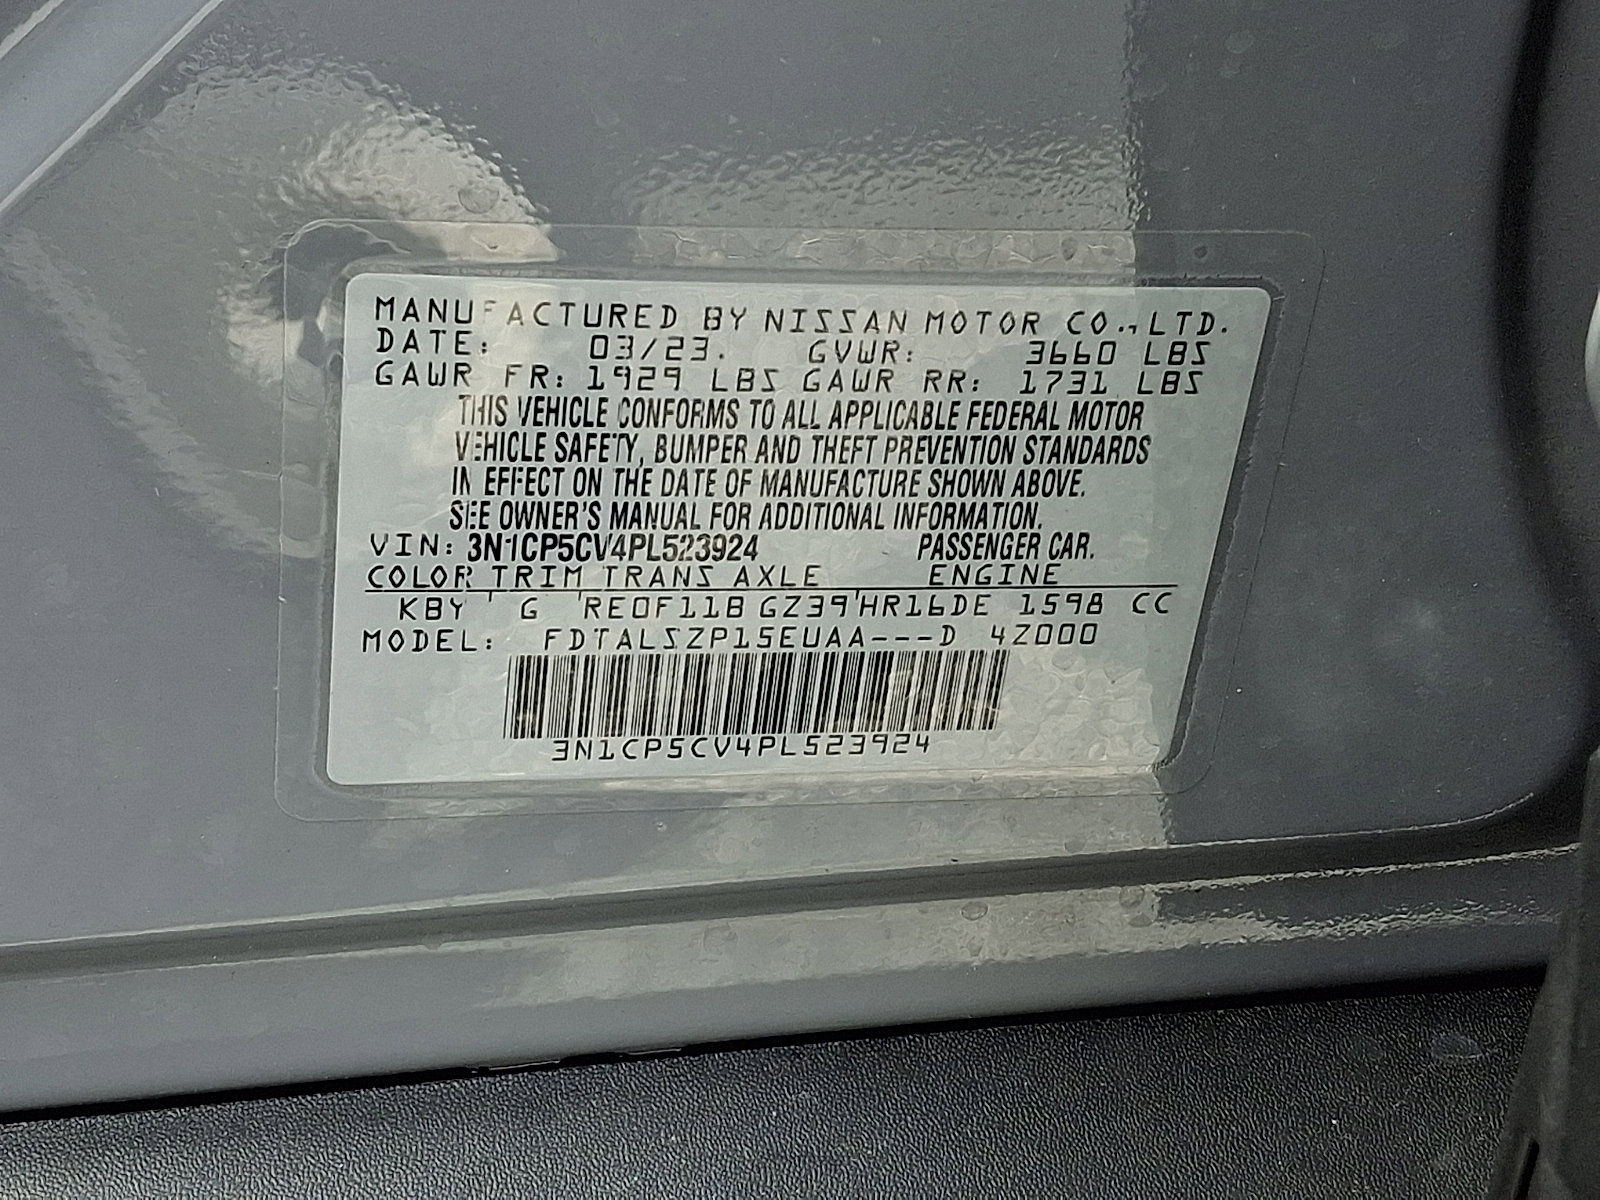 MANUFACTURED BY NISSAN MOTOR CO., LTD.
DATE: 03/23. GVWR: 3660 LBS
GAWR FR: 1929 LBS GAWR RR: 1731 LBS
THIS VEHICLE CONFORMS TO ALL APPLICABLE FEDERAL MOTOR
VEHICLE SAFETY, BUMPER AND THEFT PREVENTION STANDARDS
IN EFFECT ON THE DATE OF MANUFACTURE SHOWN ABOVE.
SEE OWNER'S MANUAL FOR ADDITIONAL INFORMATION.
VIN: 3N1CP5CV4PL523924 PASSENGER CAR.
COLOR TRIM TRANS AXLE ENGINE
KBY G RE0F11B GZ39 HR16DE 1598 CC
MODEL: FDTALSZP15EUAA---D 4Z000
3N1CP5CV4PL523924